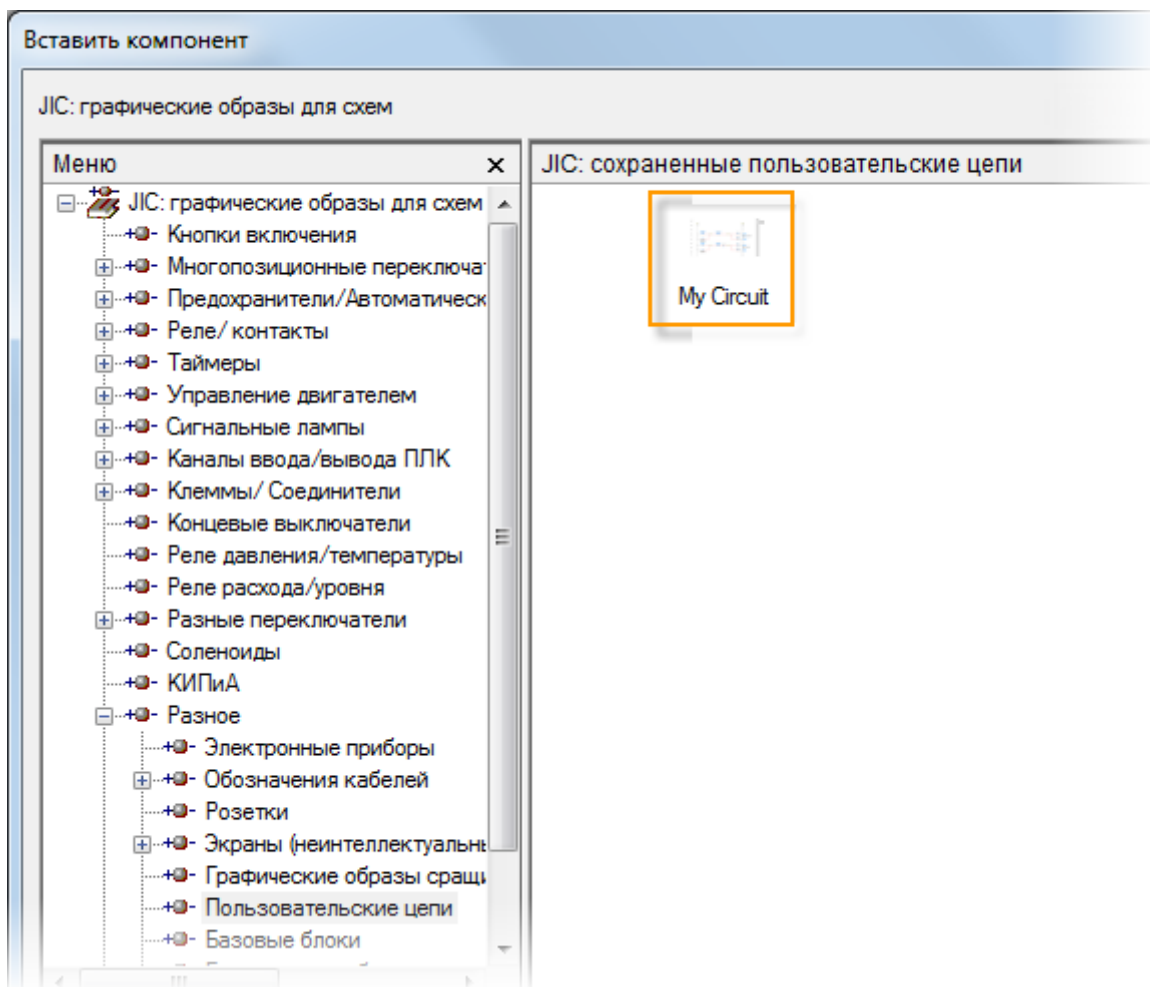 Вставить компонент
JIC: графические образы для схем
Меню
JIC: графические образы для схем
Кнопки включения
Многопозиционные переключа
Предохранители/Автоматическ
Реле/ контакты
Таймеры
Управление двигателем
Сигнальные лампы
Каналы ввода/вывода ПЛК
Клеммы/ Соединители
Концевые выключатели
Реле давления/температуры
Реле расхода/уровня
Разные переключатели
Соленоиды
КИПиА
Разное
Электронные приборы
Обозначения кабелей
Розетки
Экраны (неинтеллектуальнь
Графические образы сращи
Пользовательские цепи
Базовые блоки
JIC: сохраненные пользовательские цепи
My Circuit